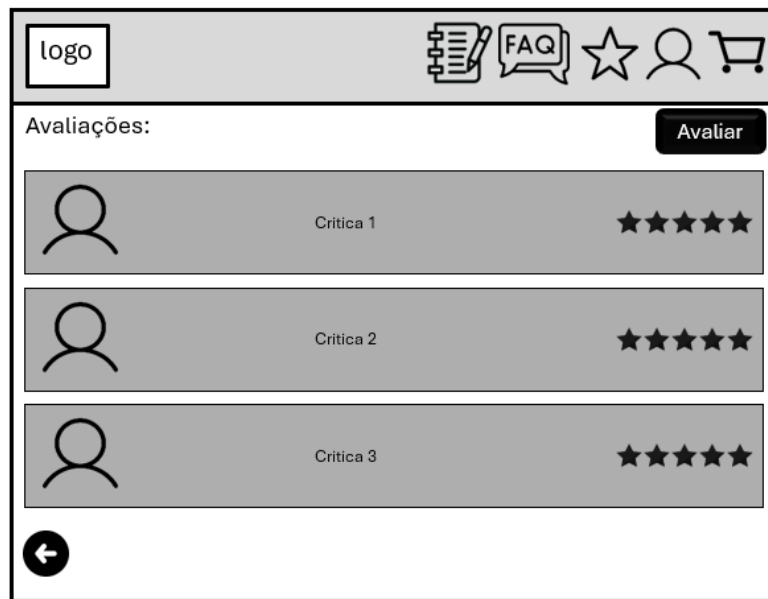 logo
FAQ
Avaliações:
Avaliar
Critica 1
Critica 2
Critica 3